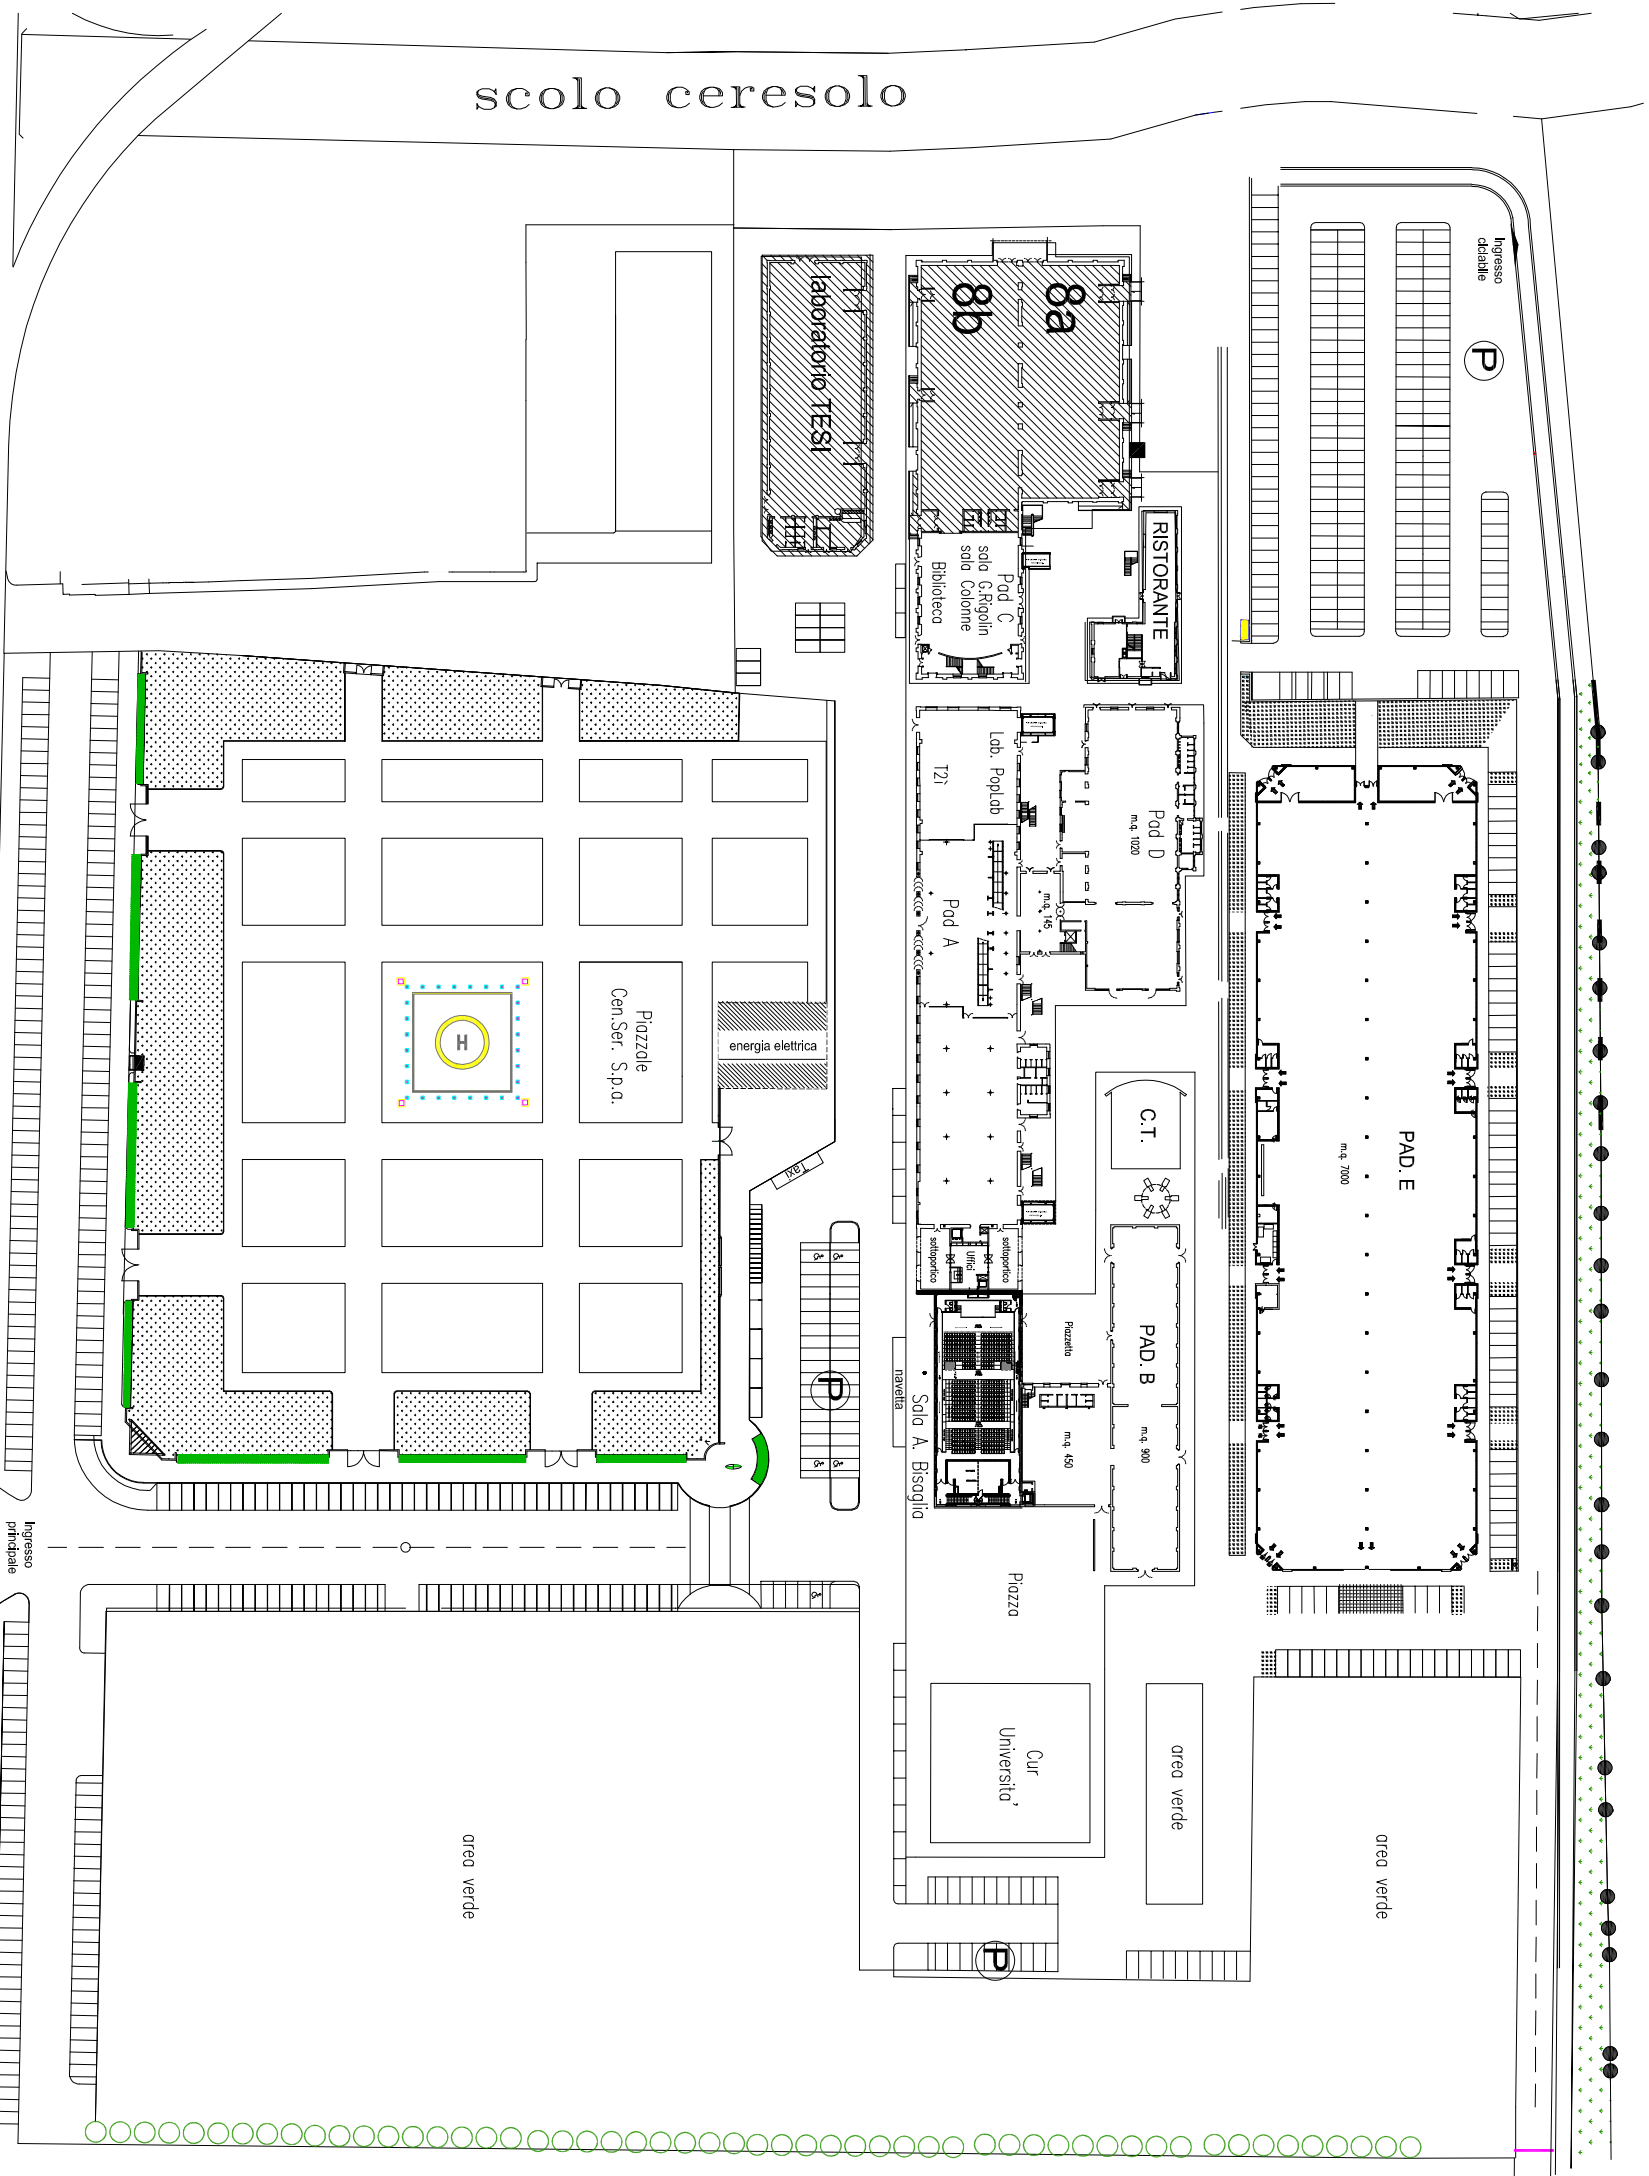 scolo ceresolo
Ingresso
ciclabile
P
8a
8b
laboratorio TESI
RISTORANTE
Pad C
sala G.Rigolin
sala Colonne
Biblioteca
Lab. PopLab
T2i
Pad D
m.q. 1020
m.q. 145
Pad A
Piazzale
Cen.Ser. S.p.a.
H
energia elettrica
C.T.
PAD. E
m.q. 7000
Taxi
sottoportico
Uffici
sottoportico
Piazzetta
PAD. B
m.q. 900
m.q. 450
P
navetta
Sala A. Bisaglia
Ingresso
principale
Piazza
Cur
Universita'
area verde
area verde
area verde
P